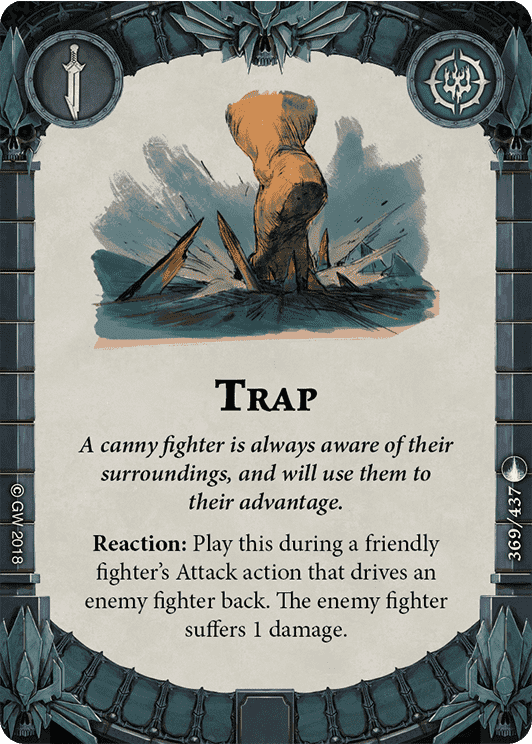 TRAP
A canny fighter is always aware of their
surroundings, and will use them to
their advantage.
Reaction: Play this during a friendly
fighter's Attack action that drives an
enemy fighter back. The enemy fighter
suffers 1 damage.
© GW 2018
369/437